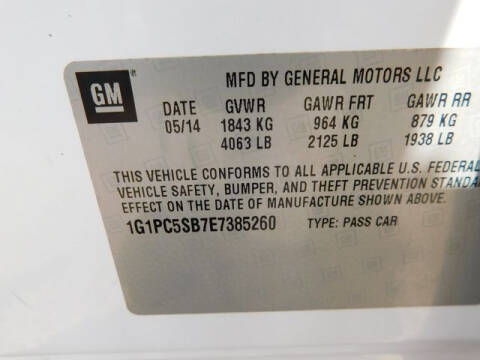 GM
MFD BY GENERAL MOTORS LLC
DATE GVWR GAWR FRT GAWR RR
05/14 1843 KG 964 KG 879 KG
4063 LB 2125 LB 1938 LB
THIS VEHICLE CONFORMS TO ALL APPLICABLE U.S. FEDERAL
VEHICLE SAFETY, BUMPER, AND THEFT PREVENTION STANDA
EFFECT ON THE DATE OF MANUFACTURE SHOWN ABOVE.
1G1PC5SB7E7385260 TYPE: PASS CAR